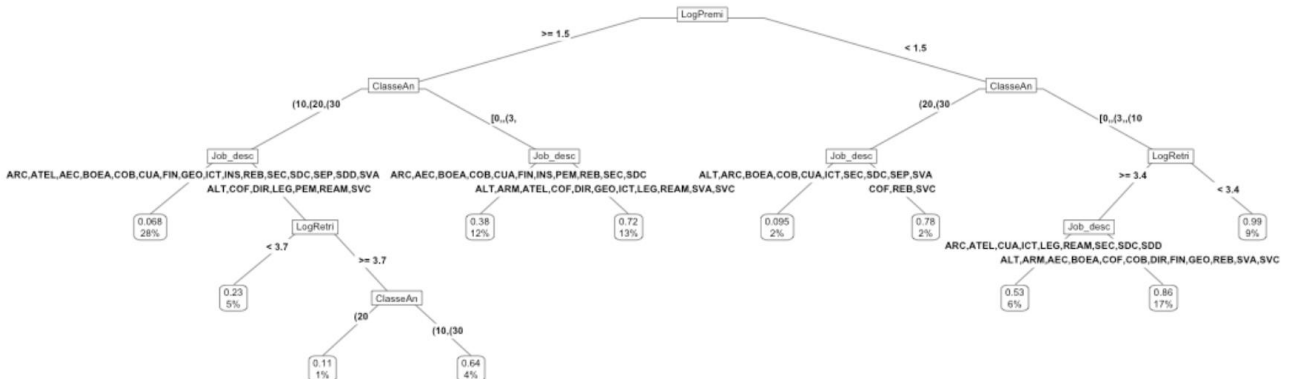 LogPremi
>= 1.5
< 1.5
ClasseAn
ClasseAn
(10,(20,(30
[0,,(3,
(20,(30
[0,,(3,,(10
Job_desc
Job_desc
Job_desc
LogRetri
ARC,ATEL,AEC,BOEA,COB,CUA,FIN,GEO,ICT,INS,REB,SEC,SDC,SEP,SDD,SVA
ALT,COF,DIR,LEG,PEM,REAM,SVC
ARC,AEC,BOEA,COB,CUA,FIN,INS,PEM,REB,SEC,SDC
ALT,ARM,ATEL,COF,DIR,GEO,ICT,LEG,REAM,SVA,SVC
ALT,ARC,BOEA,COB,CUA,ICT,SEC,SDC,SEP,SVA
COF,REB,SVC
>= 3.4
< 3.4
0.068
28%
LogRetri
0.38
12%
0.72
13%
0.095
2%
0.78
2%
Job_desc
0.99
9%
< 3.7
>= 3.7
ARC,ATEL,CUA,ICT,LEG,REAM,SEC,SDC,SDD
ALT,ARM,AEC,BOEA,COF,COB,DIR,FIN,GEO,REB,SVA,SVC
0.23
5%
ClasseAn
0.53
6%
0.86
17%
(20
(10,(30
0.11
1%
0.64
4%